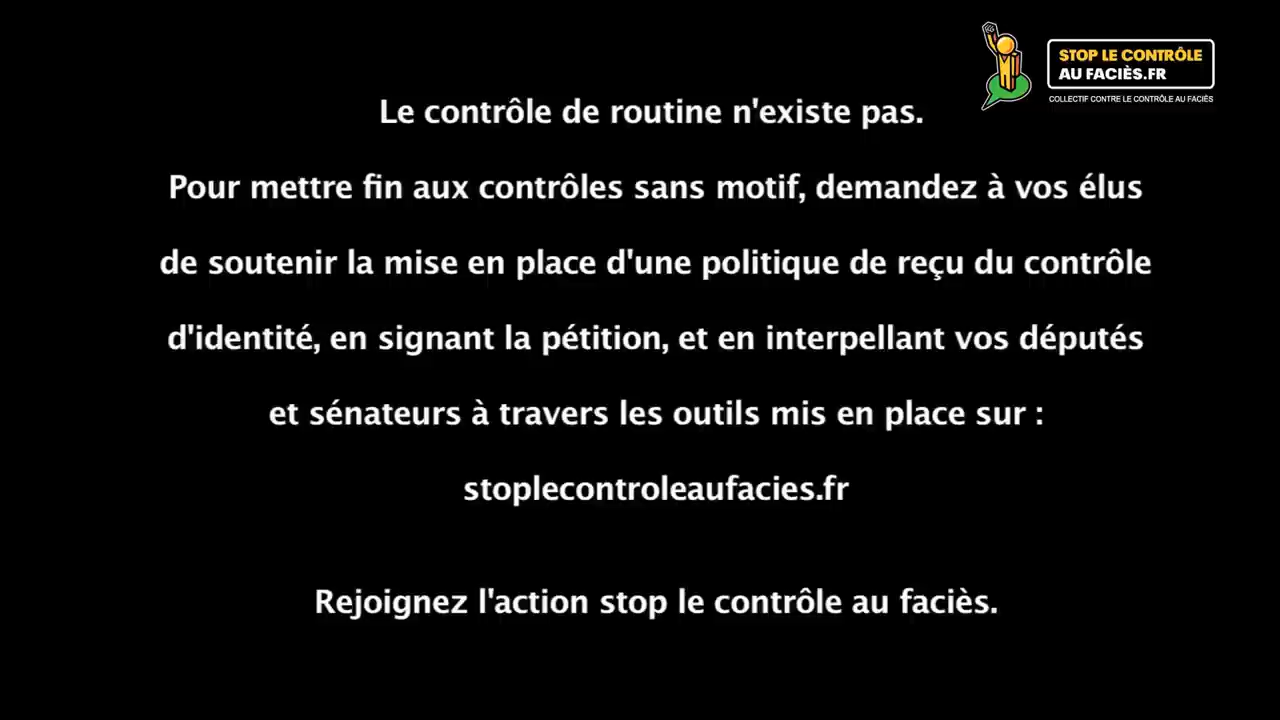 STOP LE CONTRÔLE
AU FACIÈS.FR
COLLECTIF CONTRE LE CONTRÔLE AU FACIÈS
Le contrôle de routine n'existe pas.
Pour mettre fin aux contrôles sans motif, demandez à vos élus
de soutenir la mise en place d'une politique de reçu du contrôle
d'identité, en signant la pétition, et en interpellant vos députés
et sénateurs à travers les outils mis en place sur :
stoplecontroleaufacies.fr
Rejoignez l'action stop le contrôle au faciès.